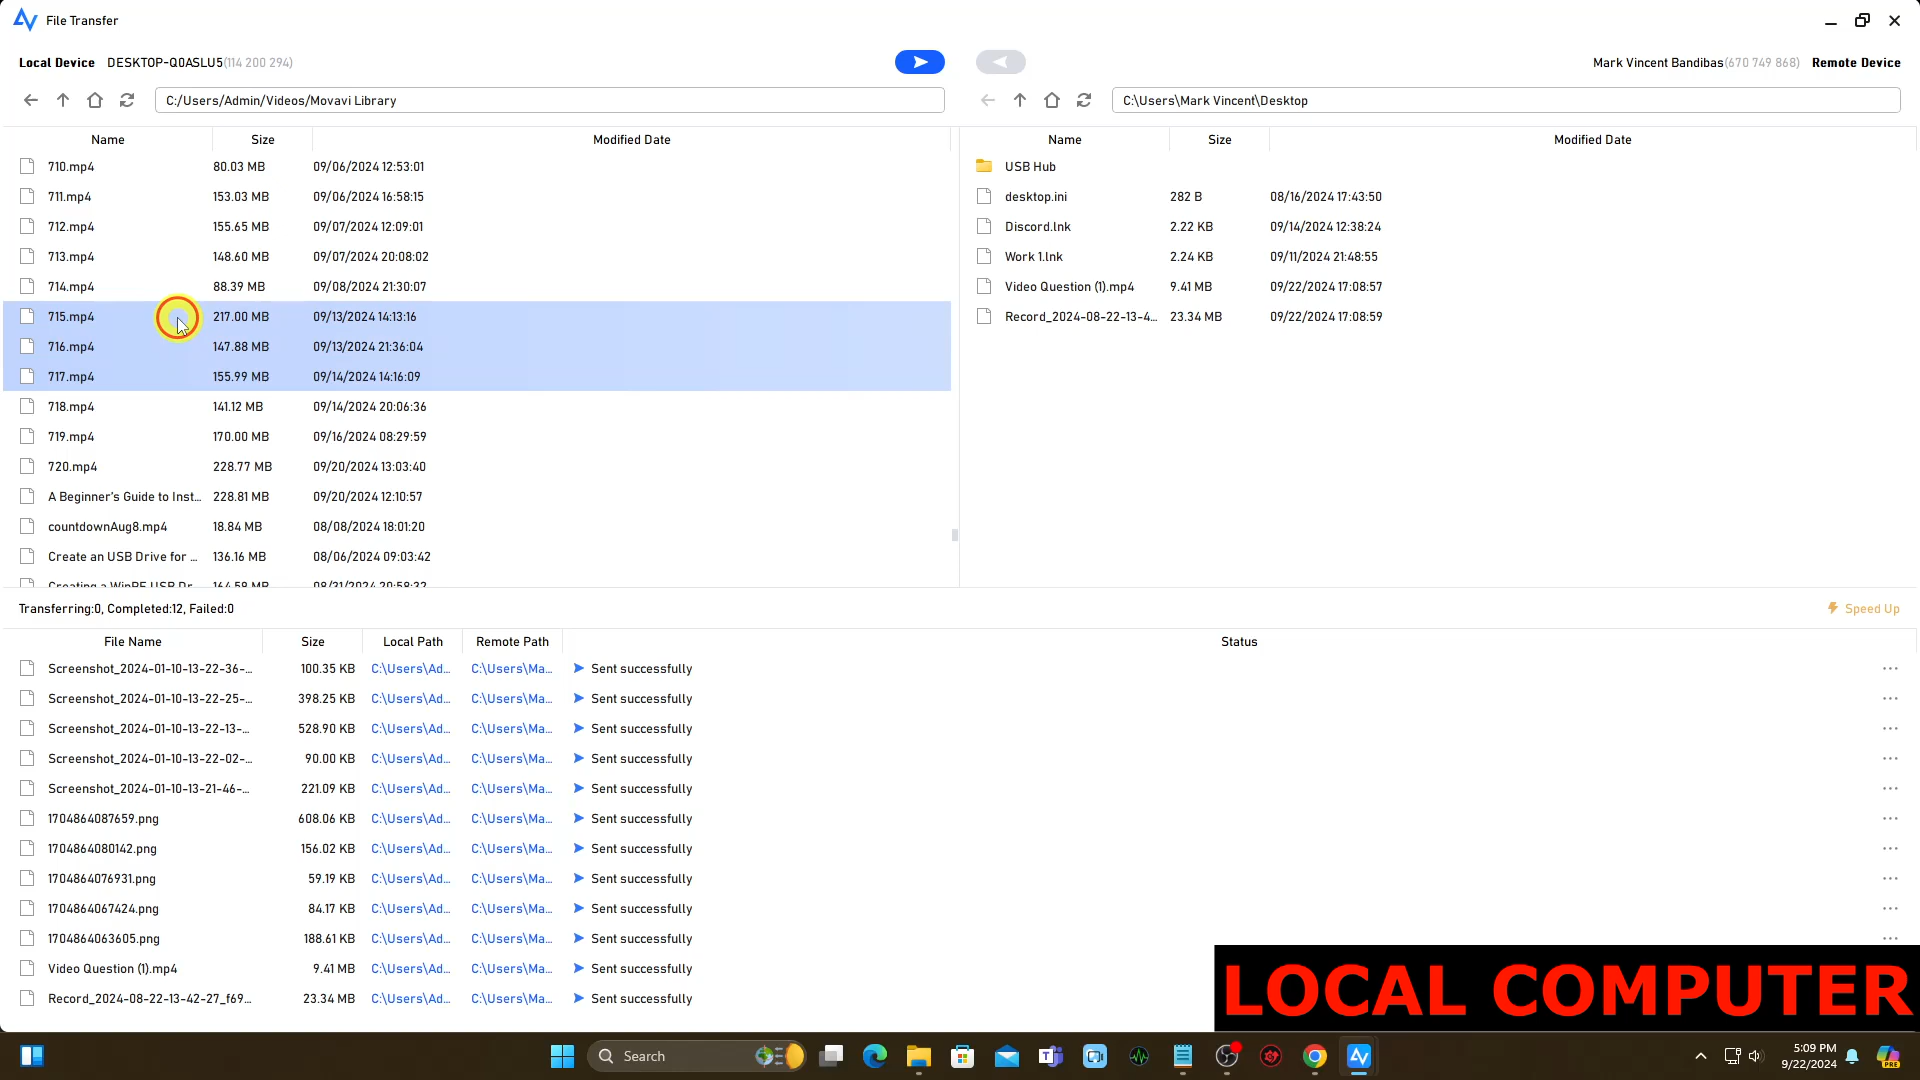 File Transfer
Local Device DESKTOP-Q0ASLU5(114 200 294)
Mark Vincent Bandibas(670 749 868) Remote Device
C:/Users/Admin/Videos/Movavi Library
C:\Users\Mark Vincent\Desktop
Name Size Modified Date
710.mp4 80.03 MB 09/06/2024 12:53:01
711.mp4 153.03 MB 09/06/2024 16:58:15
712.mp4 155.65 MB 09/07/2024 12:09:01
713.mp4 148.60 MB 09/07/2024 20:08:02
714.mp4 88.39 MB 09/08/2024 21:30:07
715.mp4 217.00 MB 09/13/2024 14:13:16
716.mp4 147.88 MB 09/13/2024 21:36:04
717.mp4 155.99 MB 09/14/2024 14:16:09
718.mp4 141.12 MB 09/14/2024 20:06:36
719.mp4 170.00 MB 09/16/2024 08:29:59
720.mp4 228.77 MB 09/20/2024 13:03:40
A Beginner's Guide to Inst... 228.81 MB 09/20/2024 12:10:57
countdownAug8.mp4 18.84 MB 08/08/2024 18:01:20
Create an USB Drive for ... 136.16 MB 08/06/2024 09:03:42
Creating a WinPE USB Dr... 164.59 MB 08/31/2024 20:58:32
Name Size Modified Date
USB Hub
desktop.ini 282 B 08/16/2024 17:43:50
Discord.lnk 2.22 KB 09/14/2024 12:38:24
Work 1.lnk 2.24 KB 09/11/2024 21:48:55
Video Question (1).mp4 9.41 MB 09/22/2024 17:08:57
Record_2024-08-22-13-4... 23.34 MB 09/22/2024 17:08:59
Transferring:0, Completed:12, Failed:0
Speed Up
File Name Size Local Path Remote Path Status
Screenshot_2024-01-10-13-22-36-... 100.35 KB C:\Users\Ad... C:\Users\Ma... Sent successfully ...
Screenshot_2024-01-10-13-22-25-... 398.25 KB C:\Users\Ad... C:\Users\Ma... Sent successfully ...
Screenshot_2024-01-10-13-22-13-... 528.90 KB C:\Users\Ad... C:\Users\Ma... Sent successfully ...
Screenshot_2024-01-10-13-22-02-... 90.00 KB C:\Users\Ad... C:\Users\Ma... Sent successfully ...
Screenshot_2024-01-10-13-21-46-... 221.09 KB C:\Users\Ad... C:\Users\Ma... Sent successfully ...
1704864087659.png 608.06 KB C:\Users\Ad... C:\Users\Ma... Sent successfully ...
1704864080142.png 156.02 KB C:\Users\Ad... C:\Users\Ma... Sent successfully ...
1704864076931.png 59.19 KB C:\Users\Ad... C:\Users\Ma... Sent successfully ...
1704864067424.png 84.17 KB C:\Users\Ad... C:\Users\Ma... Sent successfully ...
1704864063605.png 188.61 KB C:\Users\Ad... C:\Users\Ma... Sent successfully ...
Video Question (1).mp4 9.41 MB C:\Users\Ad... C:\Users\Ma... Sent successfully
Record_2024-08-22-13-42-27_f69... 23.34 MB C:\Users\Ad... C:\Users\Ma... Sent successfully
LOCAL COMPUTER
Search
5:09 PM
9/22/2024
PRE